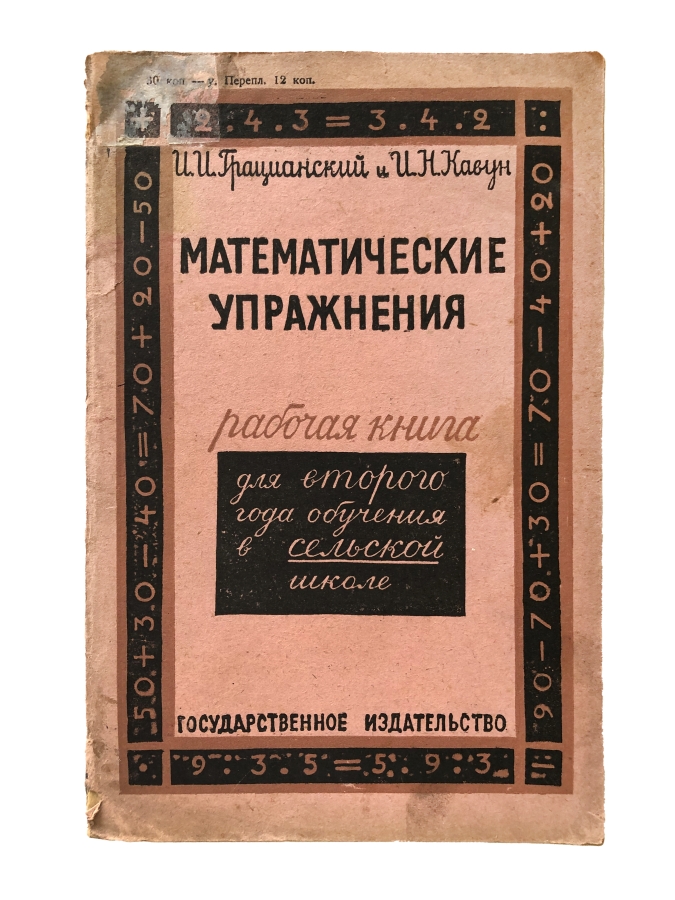 30 коп. — р. Перепл. 12 коп.
+ 2.4.3=3.4.2 :
И.И.Грацианский и И.Н.Кавун
МАТЕМАТИЧЕСКИЕ
УПРАЖНЕНИЯ
рабочая книга
для второго
года обучения
в сельской
школе
ГОСУДАРСТВЕННОЕ ИЗДАТЕЛЬСТВО
50+30—40=70+20—50
90—70+30=70—40+20
9:3.5=5.9:3 =